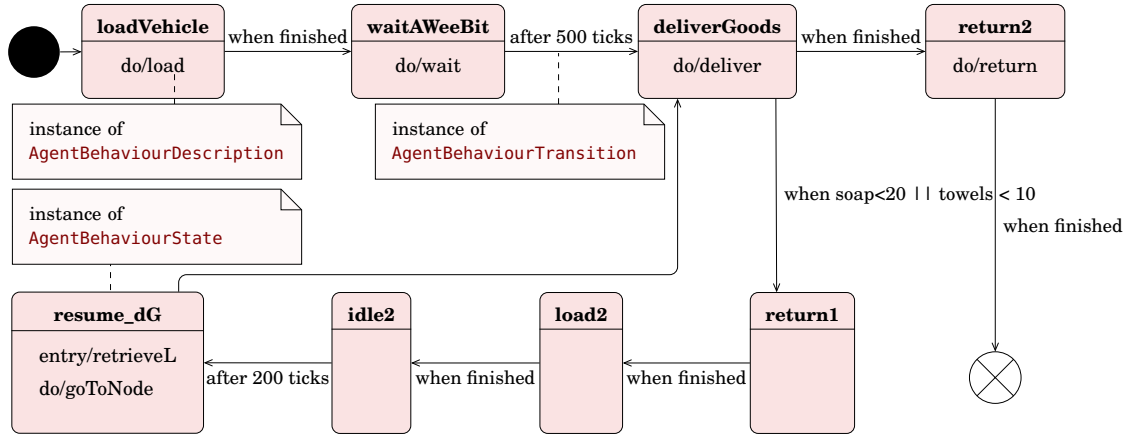 loadVehicle
do/load
when finished
waitAWeeBit
do/wait
after 500 ticks
deliverGoods
do/deliver
when finished
return2
do/return
instance of
AgentBehaviourDescription
instance of
AgentBehaviourTransition
when soap<20 || towels < 10
when finished
instance of
AgentBehaviourState
resume_dG
entry/retrieveL
do/goToNode
after 200 ticks
idle2
when finished
load2
when finished
return1